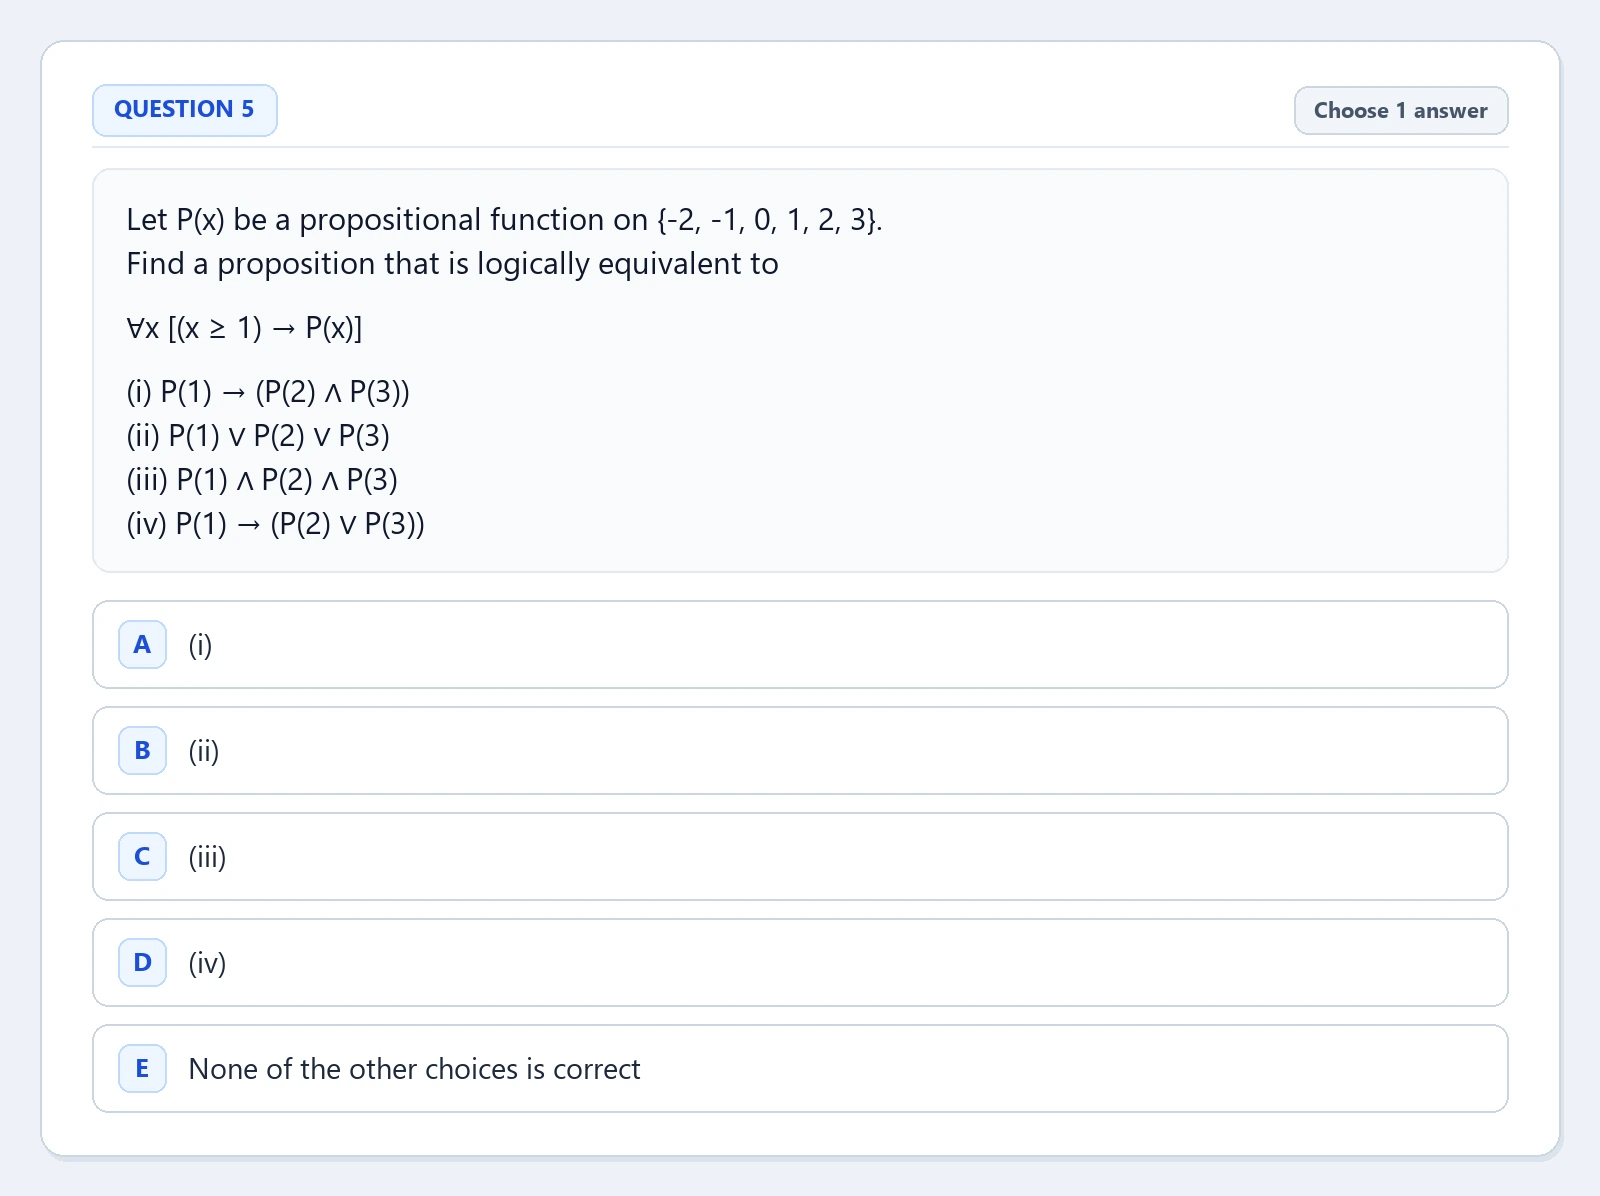 QUESTION 5
Choose 1 answer
Let P(x) be a propositional function on {-2, -1, 0, 1, 2, 3}.
Find a proposition that is logically equivalent to
∀x [(x ≥ 1) → P(x)]
(i) P(1) → (P(2) ∧ P(3))
(ii) P(1) ∨ P(2) ∨ P(3)
(iii) P(1) ∧ P(2) ∧ P(3)
(iv) P(1) → (P(2) ∨ P(3))
A (i)
B (ii)
C (iii)
D (iv)
E None of the other choices is correct